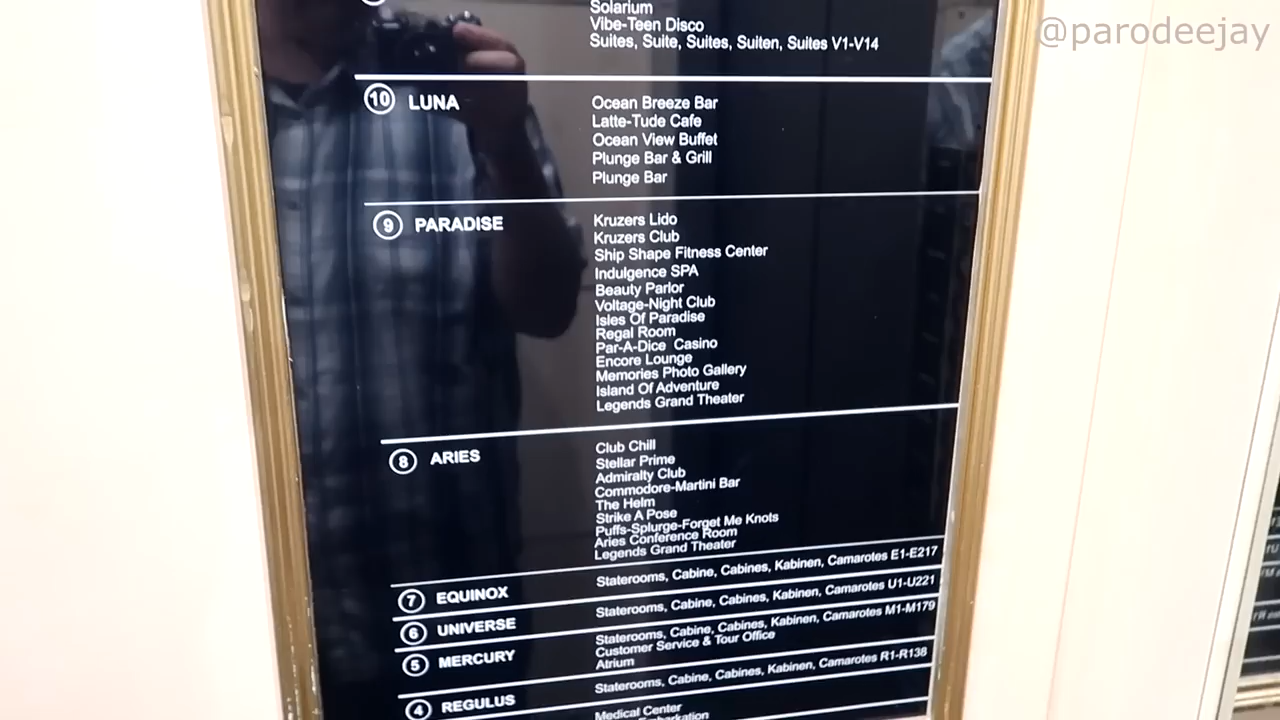 @parodeejay
Solarium
Vibe-Teen Disco
Suites, Suite, Suites, Suiten, Suites V1-V14
10 LUNA
Ocean Breeze Bar
Latte-Tude Cafe
Ocean View Buffet
Plunge Bar & Grill
Plunge Bar
9 PARADISE
Kruzers Lido
Kruzers Club
Ship Shape Fitness Center
Indulgence SPA
Beauty Parlor
Voltage-Night Club
Isles Of Paradise
Regal Room
Par-A-Dice Casino
Encore Lounge
Memories Photo Gallery
Island Of Adventure
Legends Grand Theater
8 ARIES
Club Chill
Stellar Prime
Admiralty Club
Commodore-Martini Bar
The Helm
Strike A Pose
Puffs-Splurge-Forget Me Knots
Aries Conference Room
Legends Grand Theater
7 EQUINOX
Staterooms, Cabine, Cabines, Kabinen, Camarotes E1-E217
6 UNIVERSE
Staterooms, Cabine, Cabines, Kabinen, Camarotes U1-U221
5 MERCURY
Staterooms, Cabine, Cabines, Kabinen, Camarotes M1-M179
Customer Service & Tour Office
Atrium
4 REGULUS
Staterooms, Cabine, Cabines, Kabinen, Camarotes R1-R138
Medical Center